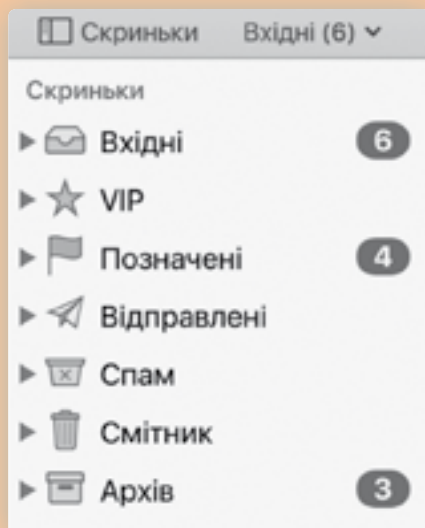 Скриньки Вхідні (6)
Скриньки
Вхідні 6
VIP
Позначені 4
Відправлені
Спам
Смітник
Архів 3